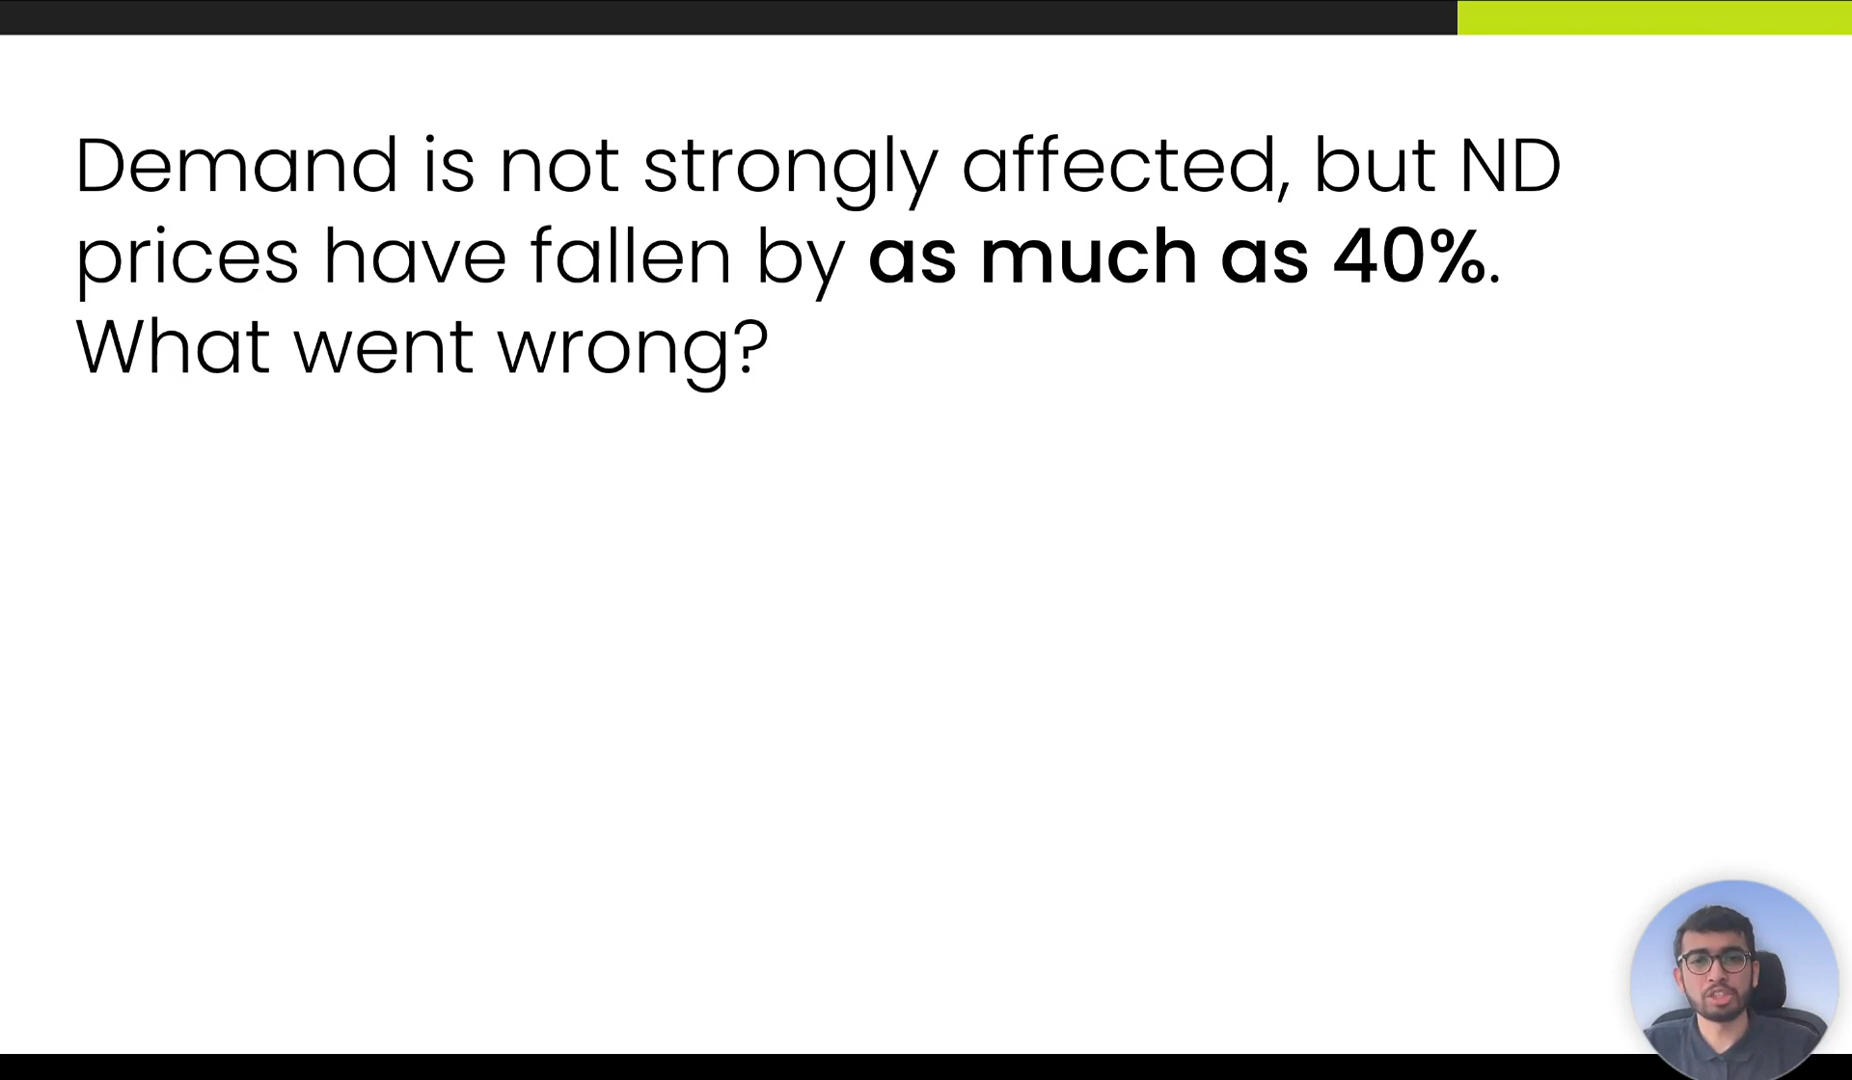 Demand is not strongly affected, but ND
prices have fallen by as much as 40%.
What went wrong?